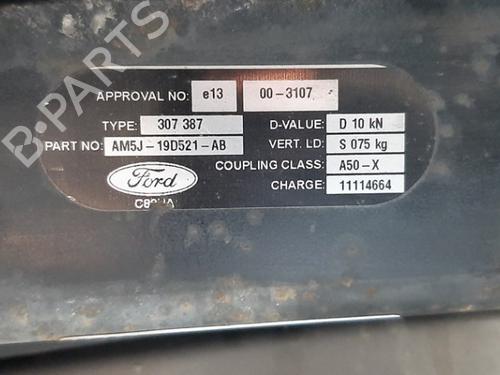 APPROVAL NO: e13 00-3107
TYPE: 307 387 D-VALUE: D 10 kN
PART NO: AM5J-19D521-AB VERT. LD: S 075 kg
COUPLING CLASS: A50-X
Ford CHARGE: 11114664
B-PARTS